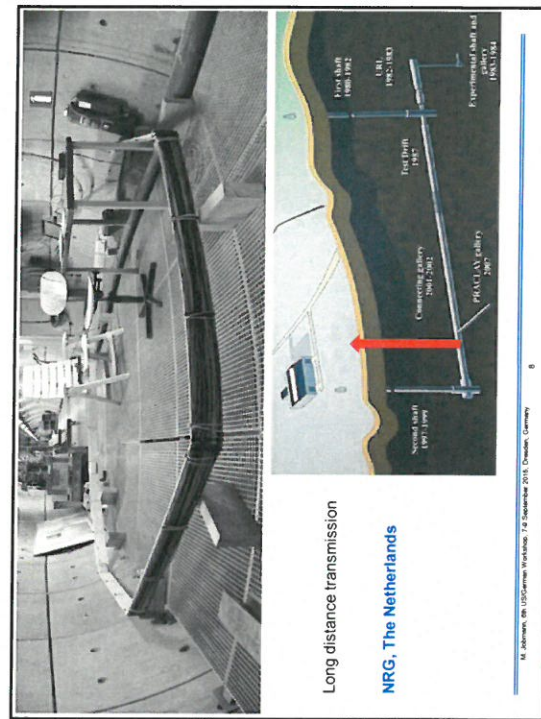 Long distance transmission
NRG, The Netherlands
First shaft
1980-1982
URL
1982-1983
Experimental shaft and
gallery
1983-1984
Test Drift
1987
Connecting gallery
2001-2002
PRACLAY gallery
2007
Second shaft
1997-1999
M. Jobmann, 6th US/German Workshop, 7-9 September 2015, Dresden, Germany
8